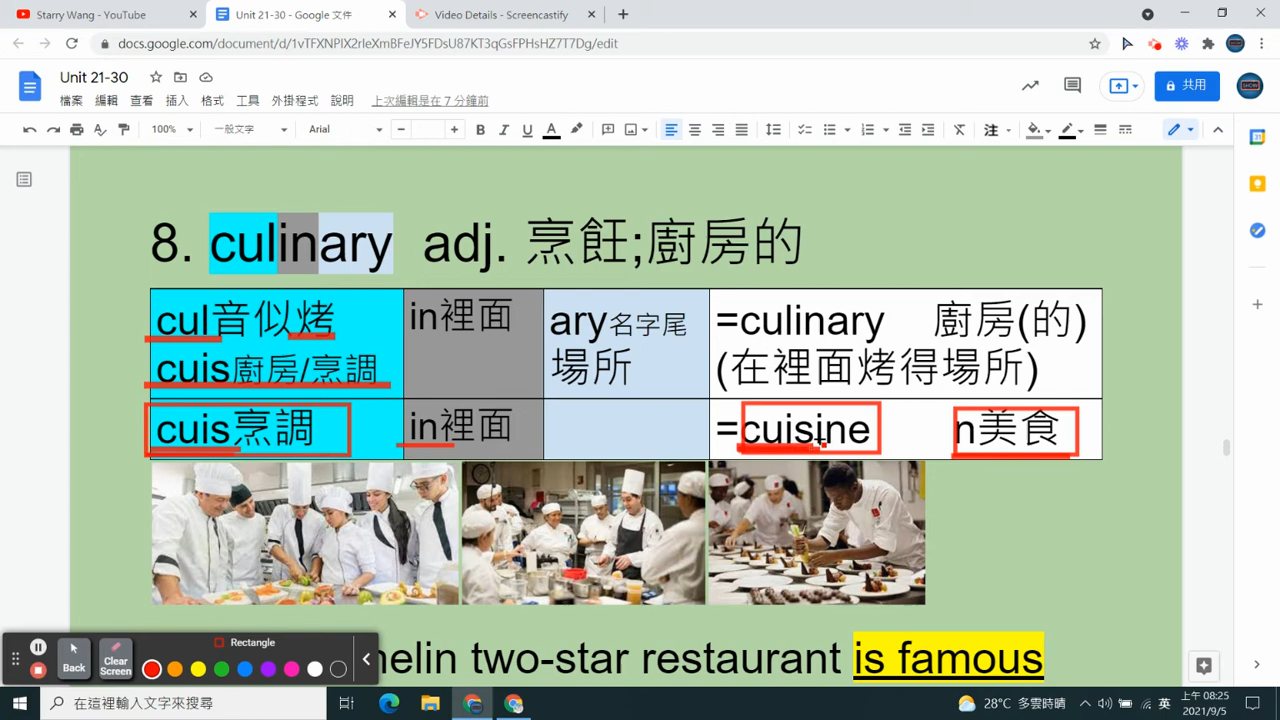 Starry Wang - YouTube
Unit 21-30 - Google 文件
Video Details - Screencastify
docs.google.com/document/d/1vTFXNPlX2rleXmBFeJY5FDsU87KT3qGsFPHaHZ7T7Dg/edit
Unit 21-30
檔案 編輯 查看 插入 格式 工具 外掛程式 說明 上次編輯是在 7 分鐘前
共用
100% 一般文字 Arial B I U A 注
8. culinary adj. 烹飪;廚房的
cul音似烤
cuis廚房/烹調
in裡面
ary名字尾
場所
=culinary 廚房(的)
(在裡面烤得場所)
cuis烹調
in裡面
=cuisine n美食
helin two-star restaurant is famous
Rectangle
Back
Clear Screen
在這裡輸入文字來搜尋
28°C 多雲時晴
英
上午 08:25
2021/9/5